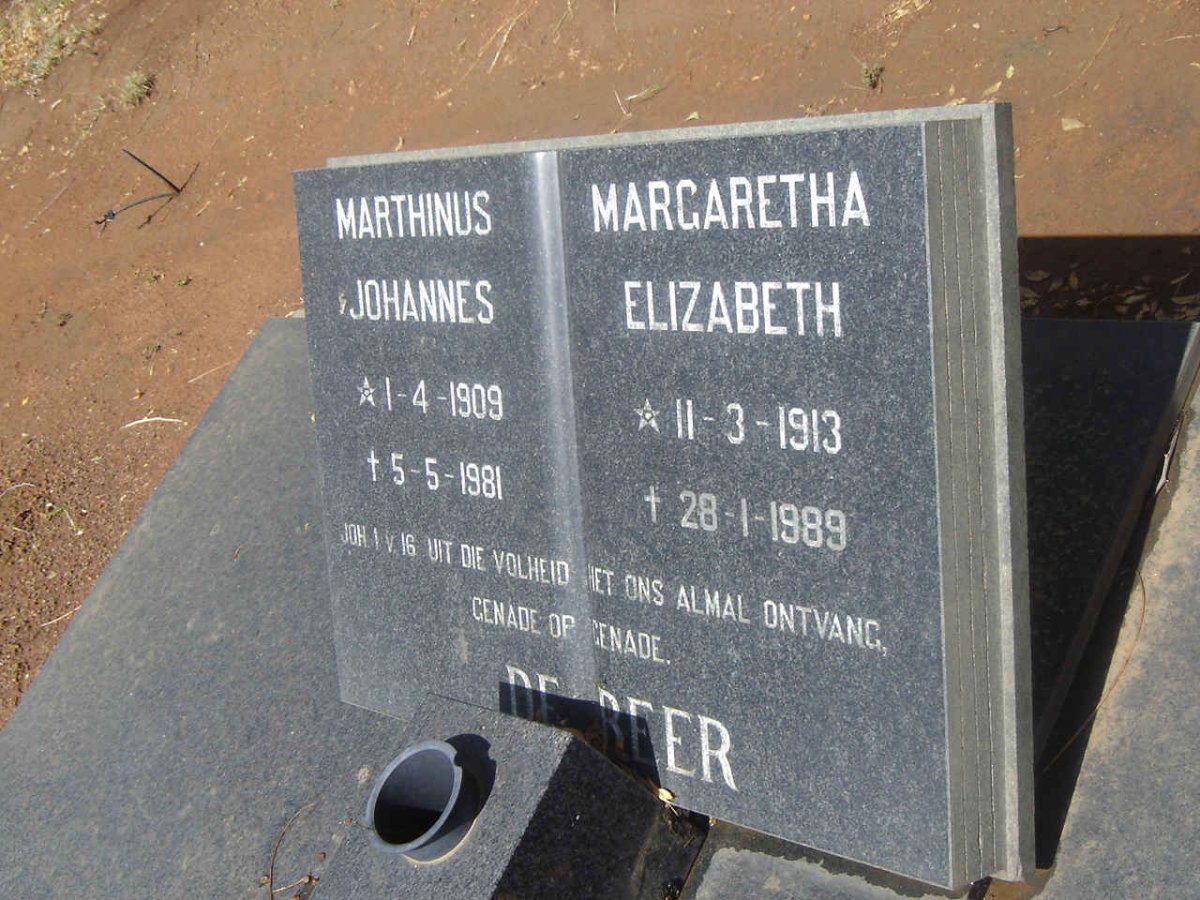 MARTHINUS
JOHANNES
1-4-1909
† 5-5-1981
MARGARETHA
ELIZABETH
11-3-1913
† 28-1-1989
JOH 1 v. 16 UIT DIE VOLHEID HET ONS ALMAL ONTVANG,
GENADE OP GENADE.
DE BEER